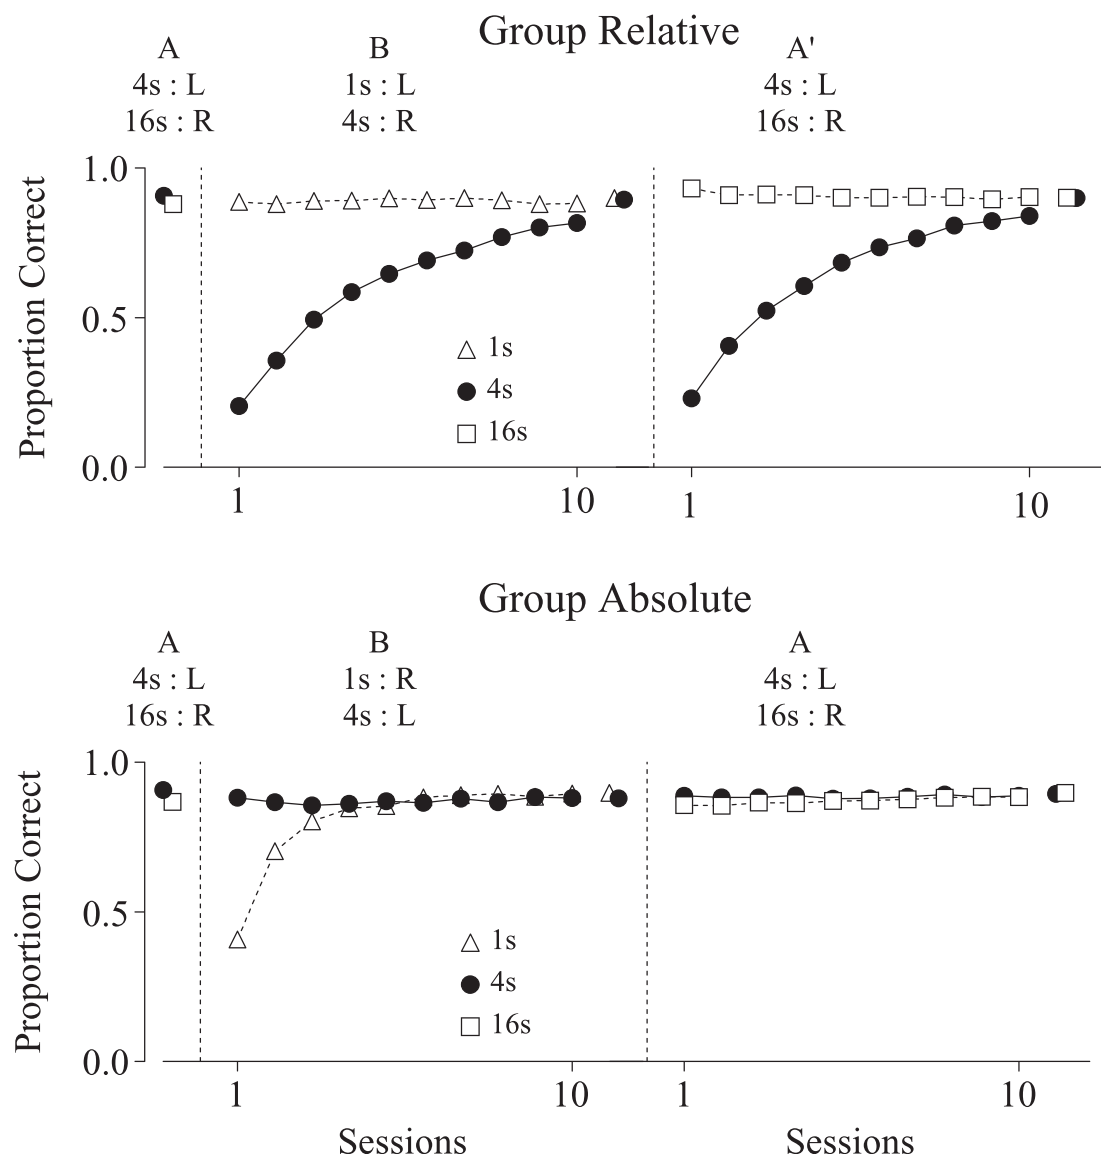 Group Relative
A B A'
4s : L 1s : L 4s : L
16s : R 4s : R 16s : R
1.0
0.5
0.0
Proportion Correct
1s
4s
16s
1 10 1 10
Group Absolute
A B A
4s : L 1s : R 4s : L
16s : R 4s : L 16s : R
1.0
0.5
0.0
Proportion Correct
1s
4s
16s
1 10 1 10
Sessions Sessions